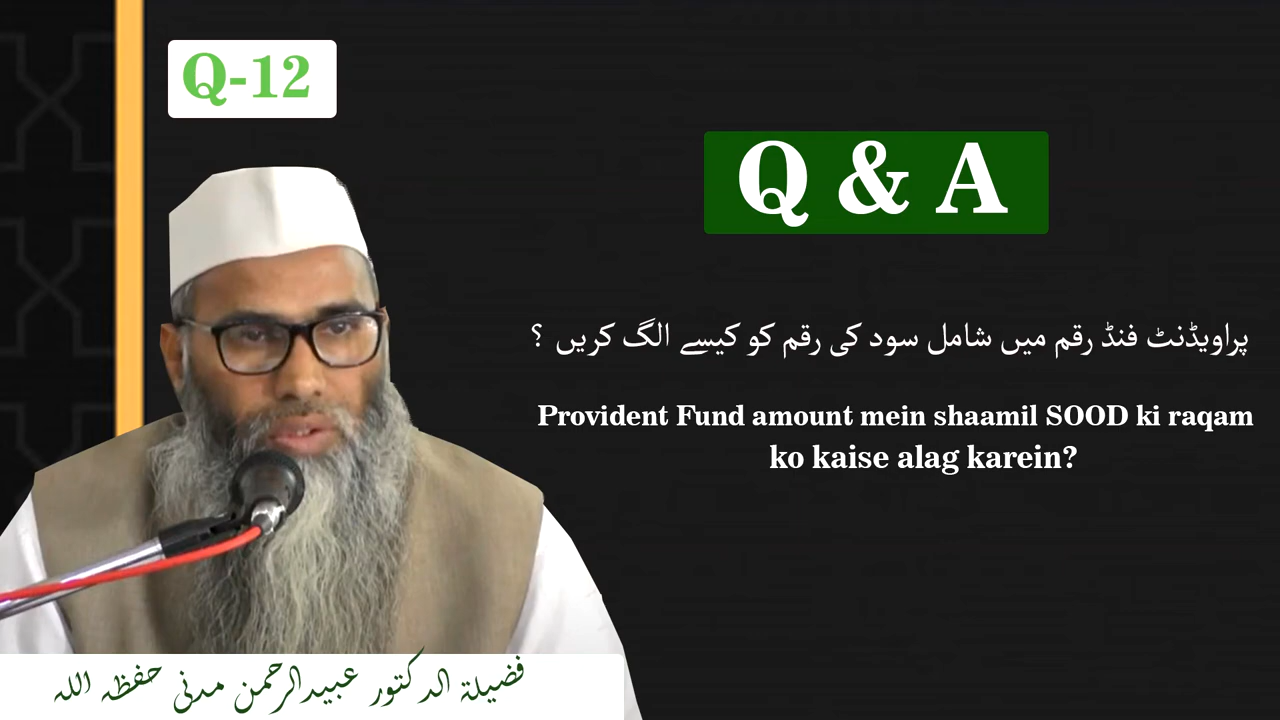 Q-12
Q & A
پراویڈنٹ فنڈ رقم میں شامل سود کی رقم کو کیسے الگ کریں ؟
Provident Fund amount mein shaamil SOOD ki raqam
ko kaise alag karein?
فضیلۃ الدکتور عبیدالرحمن مدنی حفظہ اللہ